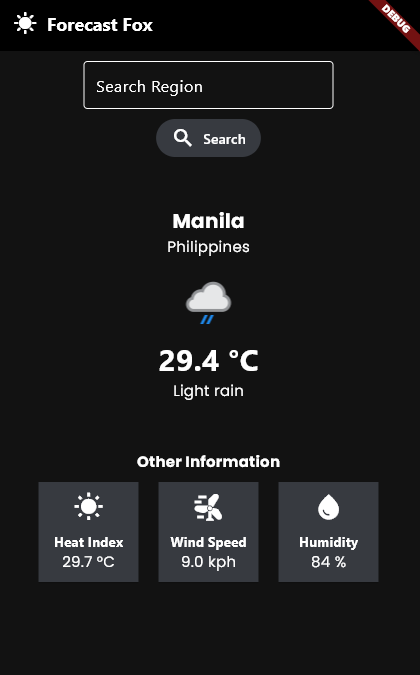 Forecast Fox
DEBUG
Search Region
Search
Manila
Philippines
29.4 °C
Light rain
Other Information
Heat Index
29.7 °C
Wind Speed
9.0 kph
Humidity
84 %